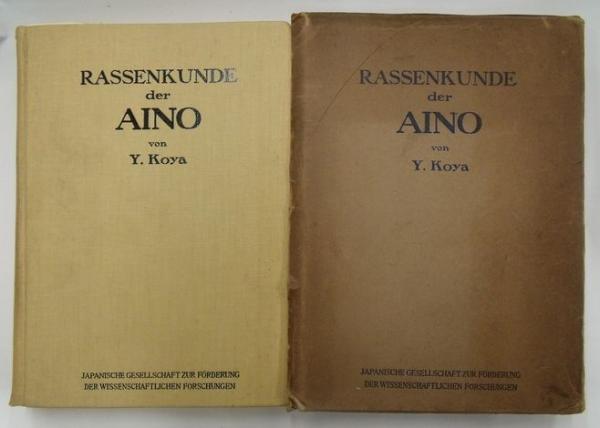 RASSENKUNDE
der
AINO
von
Y. Koya
JAPANISCHE GESELLSCHAFT ZUR FÖRDERUNG
DER WISSENSCHAFTLICHEN FORSCHUNGEN
RASSENKUNDE
der
AINO
von
Y. Koya
JAPANISCHE GESELLSCHAFT ZUR FÖRDERUNG
DER WISSENSCHAFTLICHEN FORSCHUNGEN